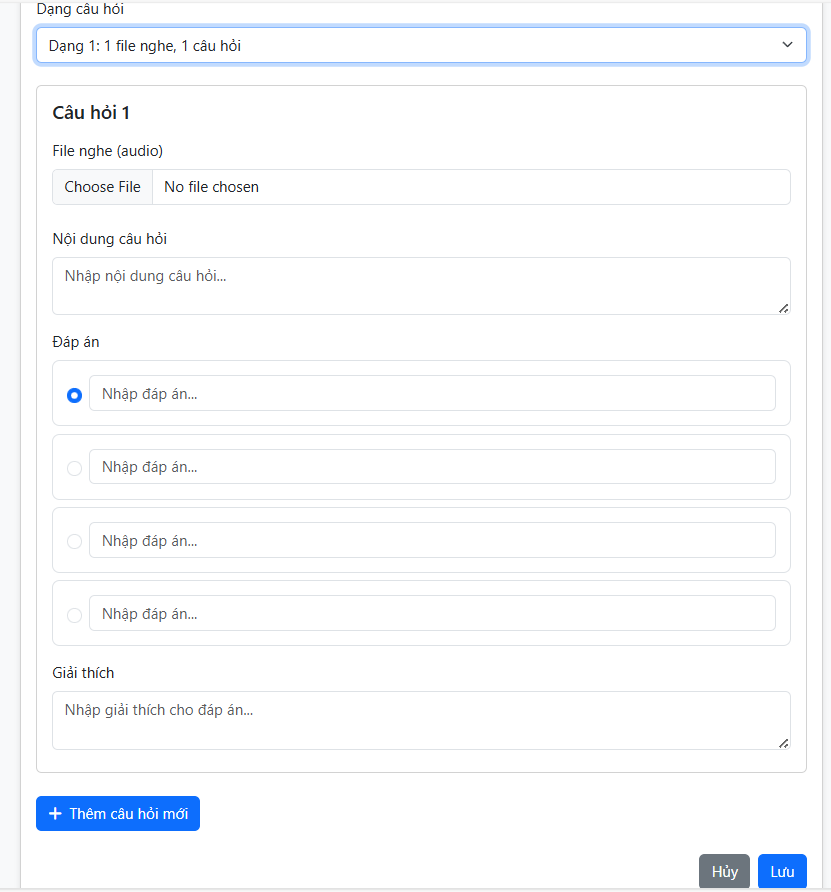 Dạng câu hỏi
Dạng 1: 1 file nghe, 1 câu hỏi
Câu hỏi 1
File nghe (audio)
Choose File No file chosen
Nội dung câu hỏi
Nhập nội dung câu hỏi...
Đáp án
Nhập đáp án...
Nhập đáp án...
Nhập đáp án...
Nhập đáp án...
Giải thích
Nhập giải thích cho đáp án...
+ Thêm câu hỏi mới
Hủy Lưu